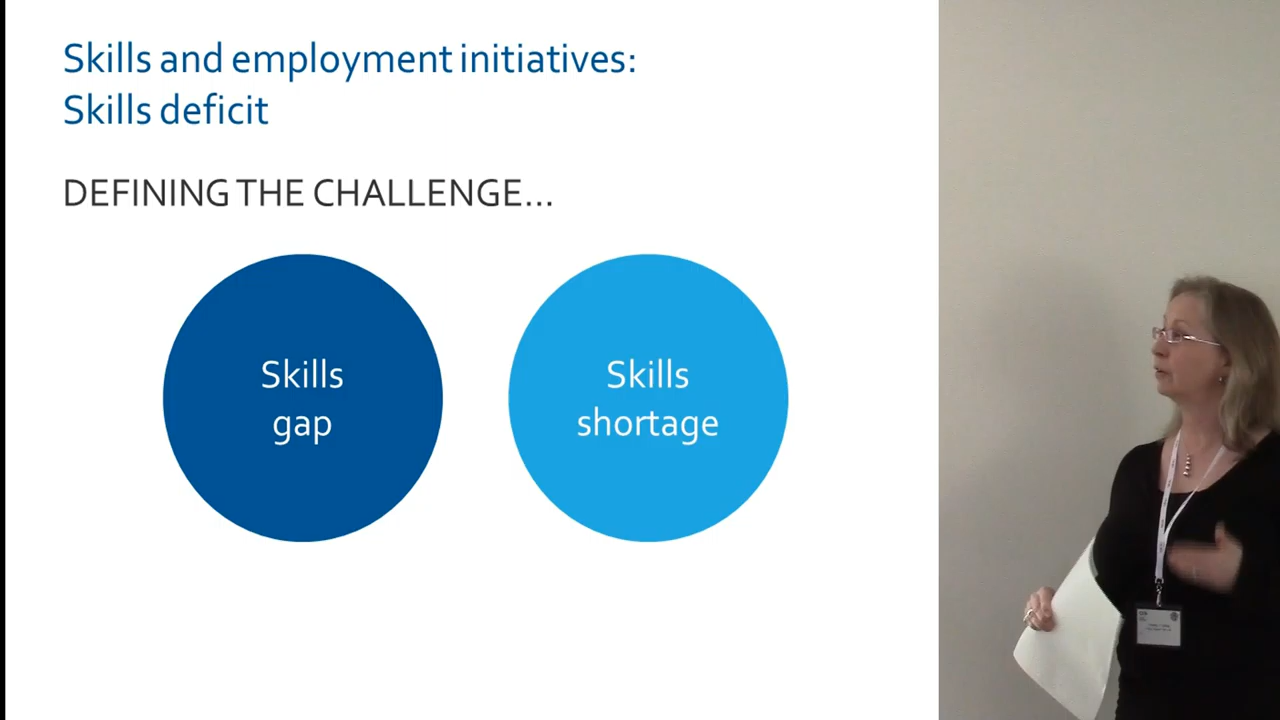 Skills and employment initiatives:
Skills deficit
DEFINING THE CHALLENGE...
Skills
gap
Skills
shortage